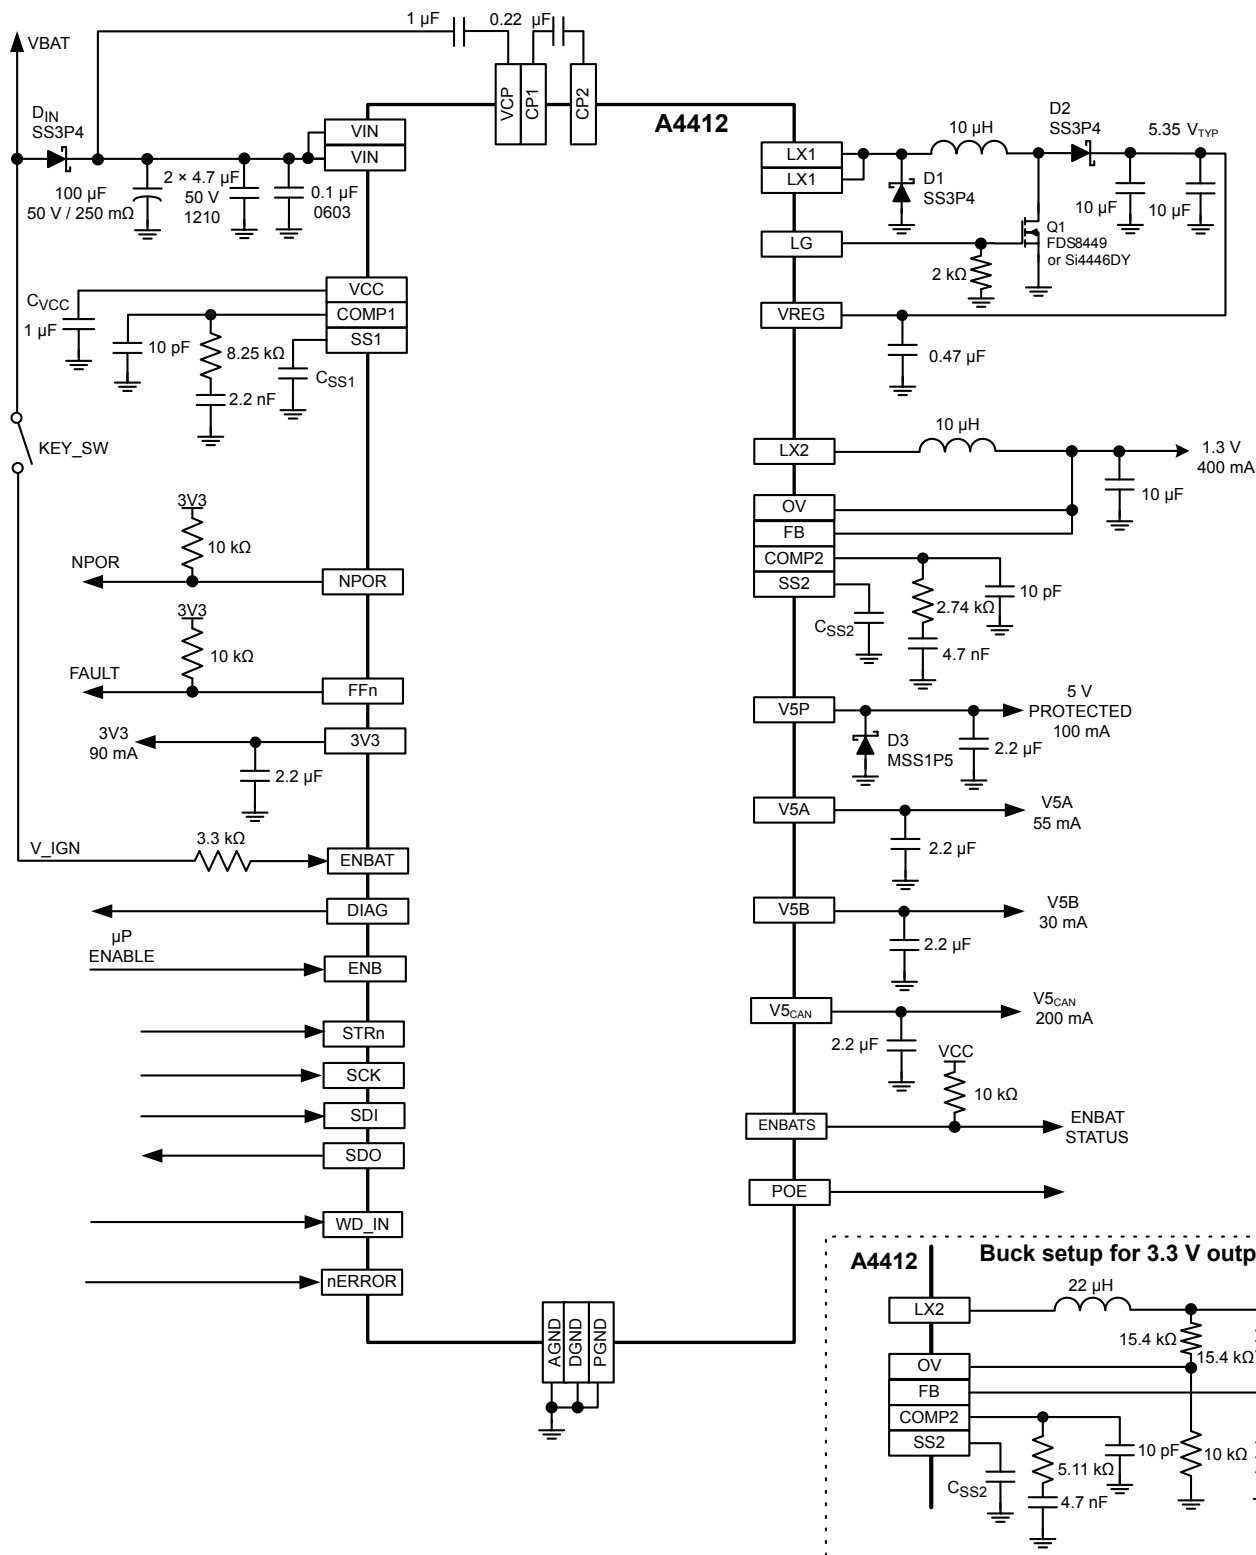 1 µF
0.22 µF
VBAT
VCP
CP1
CP2
A4412
D2
SS3P4
DIN
SS3P4
VIN
VIN
10 µH
5.35 VTYP
LX1
LX1
D1
SS3P4
100 µF
50 V / 250 mΩ
2 × 4.7 µF
50 V
1210
0.1 µF
0603
10 µF
10 µF
LG
Q1
FDS8449
or Si4446DY
2 kΩ
VCC
COMP1
SS1
CVCC
1 µF
10 pF
8.25 kΩ
CSS1
2.2 nF
VREG
0.47 µF
KEY_SW
10 µH
LX2
1.3 V
400 mA
10 µF
OV
FB
COMP2
SS2
10 pF
2.74 kΩ
CSS2
4.7 nF
3V3
10 kΩ
NPOR
NPOR
3V3
10 kΩ
FAULT
FFn
3V3
90 mA
3V3
2.2 µF
V5P
5 V
PROTECTED
100 mA
D3
MSS1P5
2.2 µF
V5A
V5A
55 mA
2.2 µF
V_IGN
3.3 kΩ
ENBAT
DIAG
V5B
V5B
30 mA
2.2 µF
µP
ENABLE
ENB
V5CAN
V5CAN
200 mA
2.2 µF
STRn
SCK
SDI
SDO
VCC
10 kΩ
ENBATS
ENBAT
STATUS
POE
WD_IN
nERROR
AGND
DGND
PGND
A4412
Buck setup for 3.3 V outp
22 µH
LX2
15.4 kΩ
15.4 kΩ
OV
FB
COMP2
SS2
10 pF
10 kΩ
5.11 kΩ
CSS2
4.7 nF